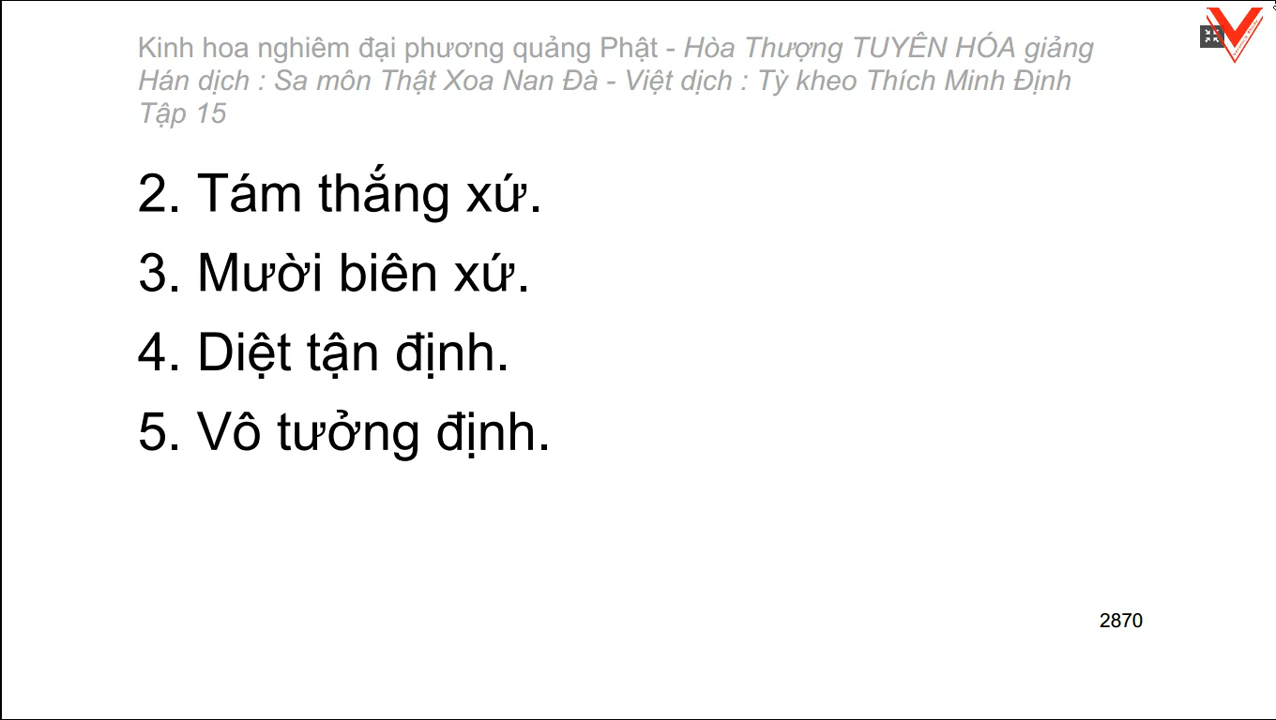 Kinh hoa nghiêm đại phương quảng Phật - Hòa Thượng TUYÊN HÓA giảng
Hán dịch : Sa môn Thật Xoa Nan Đà - Việt dịch : Tỳ kheo Thích Minh Định
Tập 15
2. Tám thắng xứ.
3. Mười biên xứ.
4. Diệt tận định.
5. Vô tưởng định.
2870